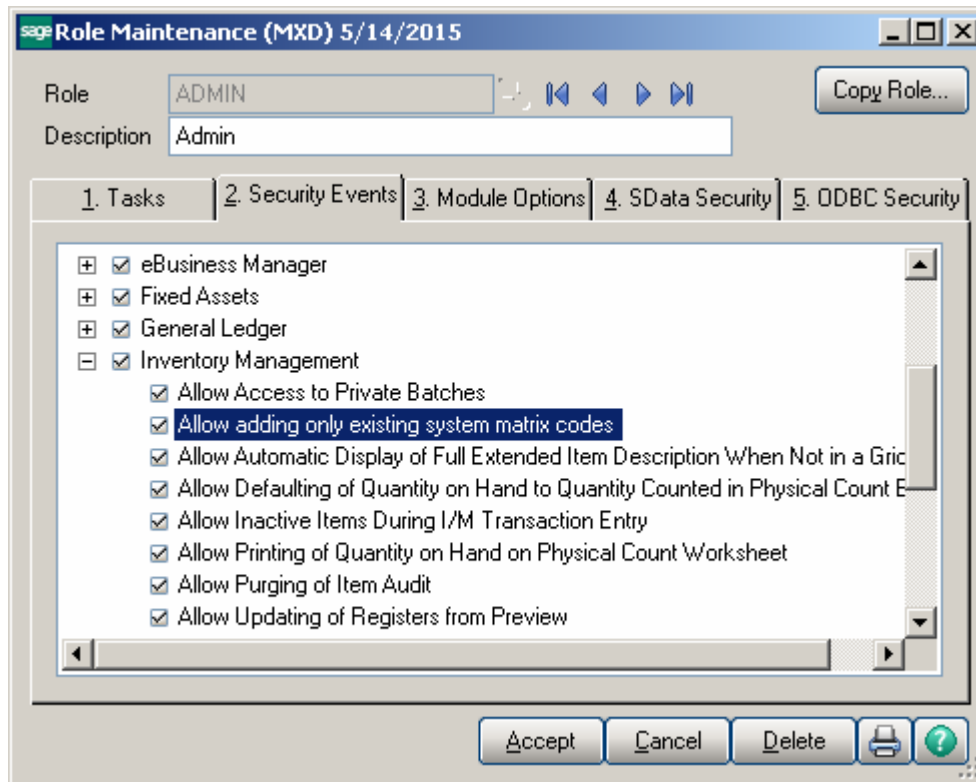 sage Role Maintenance (MXD) 5/14/2015
Role ADMIN Copy Role...
Description Admin
1. Tasks 2. Security Events 3. Module Options 4. SData Security 5. ODBC Security
eBusiness Manager
Fixed Assets
General Ledger
Inventory Management
Allow Access to Private Batches
Allow adding only existing system matrix codes
Allow Automatic Display of Full Extended Item Description When Not in a Gric
Allow Defaulting of Quantity on Hand to Quantity Counted in Physical Count E
Allow Inactive Items During I/M Transaction Entry
Allow Printing of Quantity on Hand on Physical Count Worksheet
Allow Purging of Item Audit
Allow Updating of Registers from Preview
Accept Cancel Delete ?